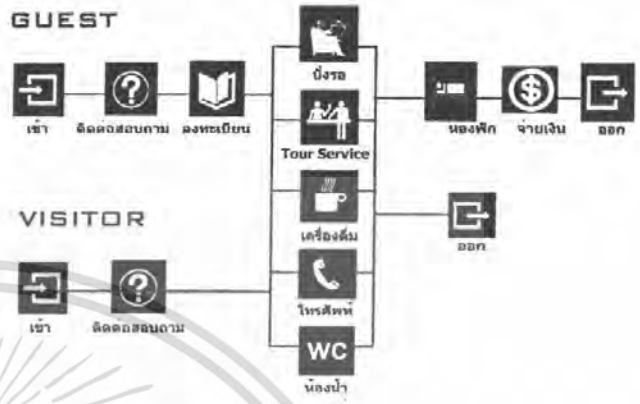 GUEST
เข้า
ติดต่อสอบถาม
ลงทะเบียน
นั่งรอ
Tour Service
เครื่องดื่ม
โทรศัพท์
WC
ห้องน้ำ
ห้องพัก
จ่ายเงิน
ออก
VISITOR
เข้า
ติดต่อสอบถาม
ออก